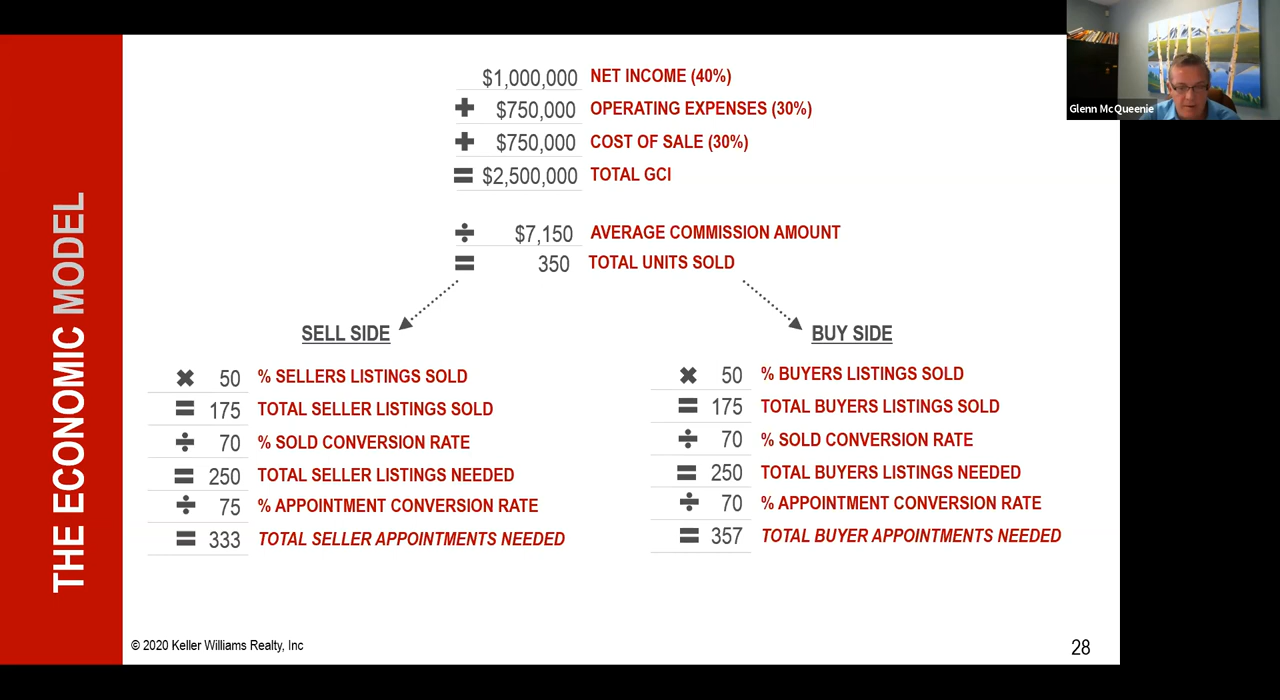 Glenn McQueenie
THE ECONOMIC MODEL
$1,000,000 NET INCOME (40%)
+ $750,000 OPERATING EXPENSES (30%)
+ $750,000 COST OF SALE (30%)
= $2,500,000 TOTAL GCI
÷ $7,150 AVERAGE COMMISSION AMOUNT
= 350 TOTAL UNITS SOLD
SELL SIDE
× 50 % SELLERS LISTINGS SOLD
= 175 TOTAL SELLER LISTINGS SOLD
÷ 70 % SOLD CONVERSION RATE
= 250 TOTAL SELLER LISTINGS NEEDED
÷ 75 % APPOINTMENT CONVERSION RATE
= 333 TOTAL SELLER APPOINTMENTS NEEDED
BUY SIDE
× 50 % BUYERS LISTINGS SOLD
= 175 TOTAL BUYERS LISTINGS SOLD
÷ 70 % SOLD CONVERSION RATE
= 250 TOTAL BUYERS LISTINGS NEEDED
÷ 70 % APPOINTMENT CONVERSION RATE
= 357 TOTAL BUYER APPOINTMENTS NEEDED
© 2020 Keller Williams Realty, Inc
28